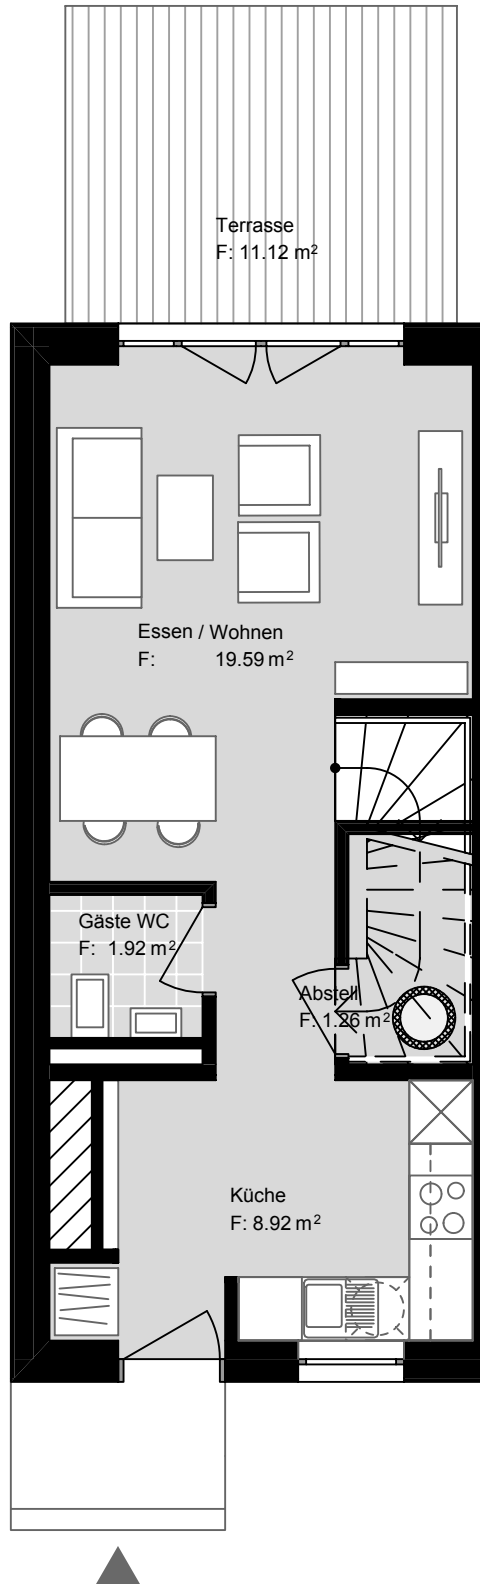 Terrasse
F: 11.12 m²
Essen / Wohnen
F: 19.59 m²
Gäste WC
F: 1.92 m²
Abstell
F: 1.26 m²
Küche
F: 8.92 m²